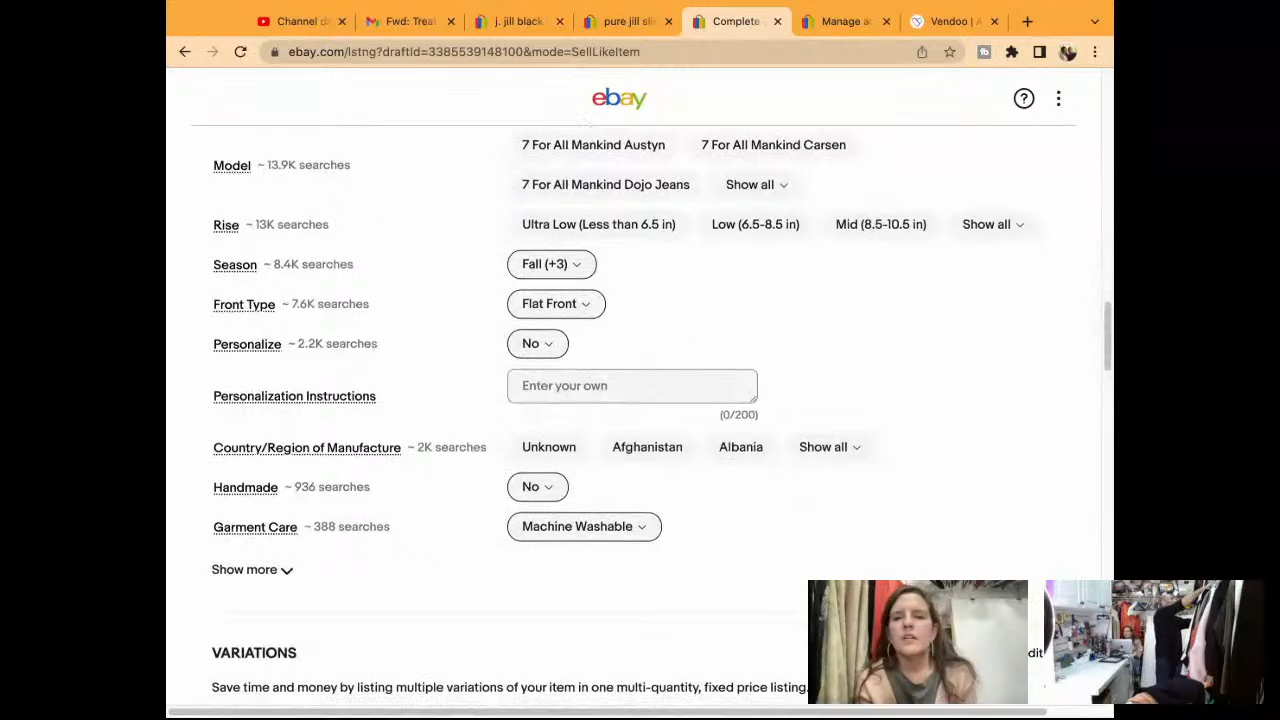 Channel da
Fwd: Treat
j. jill black
pure jill sli
Complete
Manage ac
Vendoo | A
ebay.com/lstng?draftId=3385539148100&mode=SellLikeItem
ebay
7 For All Mankind Austyn 7 For All Mankind Carsen
Model ~ 13.9K searches
7 For All Mankind Dojo Jeans Show all
Rise ~ 13K searches Ultra Low (Less than 6.5 in) Low (6.5-8.5 in) Mid (8.5-10.5 in) Show all
Season ~ 8.4K searches Fall (+3)
Front Type ~ 7.6K searches Flat Front
Personalize ~ 2.2K searches No
Personalization Instructions Enter your own
(0/200)
Country/Region of Manufacture ~ 2K searches Unknown Afghanistan Albania Show all
Handmade ~ 936 searches No
Garment Care ~ 388 searches Machine Washable
Show more
VARIATIONS
Save time and money by listing multiple variations of your item in one multi-quantity, fixed price listing.